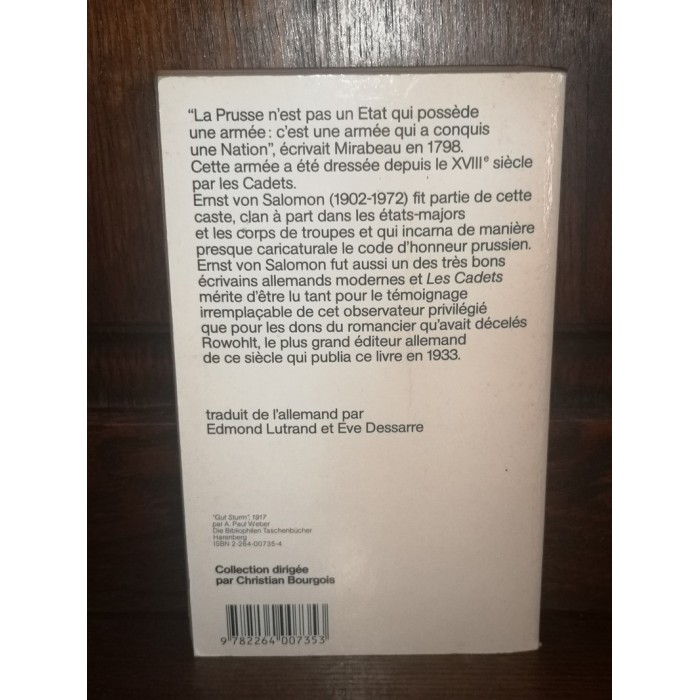 “La Prusse n'est pas un Etat qui possède
une armée : c'est une armée qui a conquis
une Nation”, écrivait Mirabeau en 1798.
Cette armée a été dressée depuis le XVIIIe siècle
par les Cadets.
Ernst von Salomon (1902-1972) fit partie de cette
caste, clan à part dans les états-majors
et les corps de troupes et qui incarna de manière
presque caricaturale le code d'honneur prussien.
Ernst von Salomon fut aussi un des très bons
écrivains allemands modernes et Les Cadets
mérite d'être lu tant pour le témoignage
irremplaçable de cet observateur privilégié
que pour les dons du romancier qu'avait décelés
Rowohlt, le plus grand éditeur allemand
de ce siècle qui publia ce livre en 1933.
traduit de l'allemand par
Edmond Lutrand et Eve Dessarre
“Gut Sturm”, 1917
par A. Paul Weber
Die Bibliophilen Taschenbücher
Harenberg
ISBN 2-264-00735-4
Collection dirigée
par Christian Bourgois
9 782264 007353